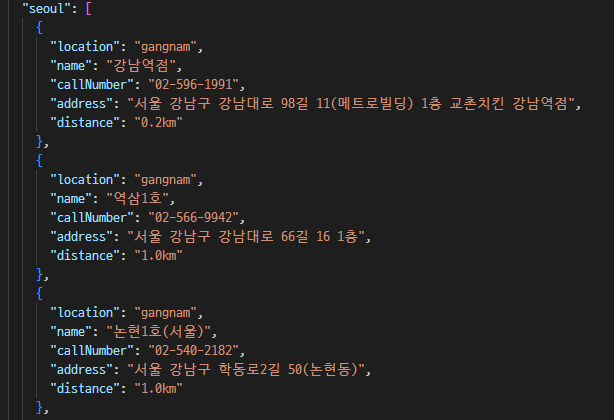 "seoul": [
{
"location": "gangnam",
"name": "강남역점",
"callNumber": "02-596-1991",
"address": "서울 강남구 강남대로 98길 11(메트로빌딩) 1층 교촌치킨 강남역점",
"distance": "0.2km"
},
{
"location": "gangnam",
"name": "역삼1호",
"callNumber": "02-566-9942",
"address": "서울 강남구 강남대로 66길 16 1층",
"distance": "1.0km"
},
{
"location": "gangnam",
"name": "논현1호(서울)",
"callNumber": "02-540-2182",
"address": "서울 강남구 학동로2길 50(논현동)",
"distance": "1.0km"
},